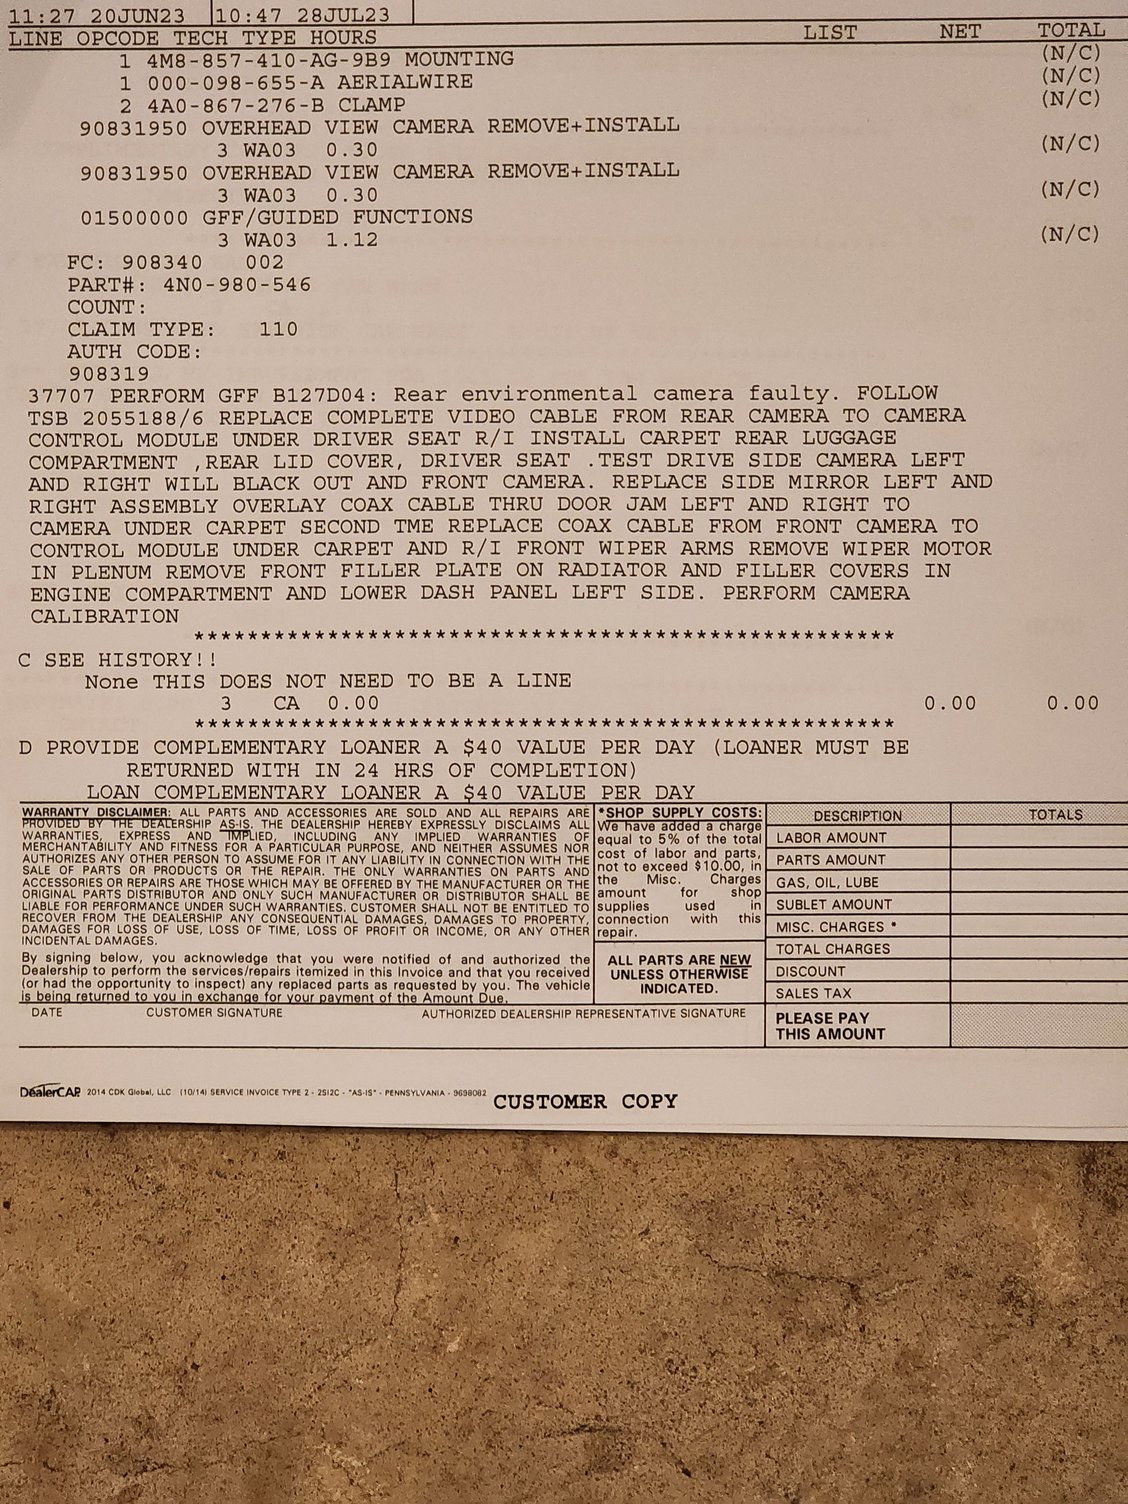 11:27 20JUN23 10:47 28JUL23
LINE OPCODE TECH TYPE HOURS LIST NET TOTAL
1 4M8-857-410-AG-9B9 MOUNTING (N/C)
1 000-098-655-A AERIALWIRE (N/C)
2 4A0-867-276-B CLAMP (N/C)
90831950 OVERHEAD VIEW CAMERA REMOVE+INSTALL
3 WA03 0.30 (N/C)
90831950 OVERHEAD VIEW CAMERA REMOVE+INSTALL
3 WA03 0.30 (N/C)
01500000 GFF/GUIDED FUNCTIONS
3 WA03 1.12 (N/C)
FC: 908340 002
PART#: 4N0-980-546
COUNT:
CLAIM TYPE: 110
AUTH CODE:
908319
37707 PERFORM GFF B127D04: Rear environmental camera faulty. FOLLOW
TSB 2055188/6 REPLACE COMPLETE VIDEO CABLE FROM REAR CAMERA TO CAMERA
CONTROL MODULE UNDER DRIVER SEAT R/I INSTALL CARPET REAR LUGGAGE
COMPARTMENT ,REAR LID COVER, DRIVER SEAT .TEST DRIVE SIDE CAMERA LEFT
AND RIGHT WILL BLACK OUT AND FRONT CAMERA. REPLACE SIDE MIRROR LEFT AND
RIGHT ASSEMBLY OVERLAY COAX CABLE THRU DOOR JAM LEFT AND RIGHT TO
CAMERA UNDER CARPET SECOND TME REPLACE COAX CABLE FROM FRONT CAMERA TO
CONTROL MODULE UNDER CARPET AND R/I FRONT WIPER ARMS REMOVE WIPER MOTOR
IN PLENUM REMOVE FRONT FILLER PLATE ON RADIATOR AND FILLER COVERS IN
ENGINE COMPARTMENT AND LOWER DASH PANEL LEFT SIDE. PERFORM CAMERA
CALIBRATION
****************************************************
C SEE HISTORY!!
None THIS DOES NOT NEED TO BE A LINE
3 CA 0.00 0.00 0.00
****************************************************
D PROVIDE COMPLEMENTARY LOANER A $40 VALUE PER DAY (LOANER MUST BE
RETURNED WITH IN 24 HRS OF COMPLETION)
LOAN COMPLEMENTARY LOANER A $40 VALUE PER DAY
WARRANTY DISCLAIMER: ALL PARTS AND ACCESSORIES ARE SOLD AND ALL REPAIRS ARE
PROVIDED BY THE DEALERSHIP AS-IS. THE DEALERSHIP HEREBY EXPRESSLY DISCLAIMS ALL
WARRANTIES, EXPRESS AND IMPLIED, INCLUDING ANY IMPLIED WARRANTIES OF
MERCHANTABILITY AND FITNESS FOR A PARTICULAR PURPOSE, AND NEITHER ASSUMES NOR
AUTHORIZES ANY OTHER PERSON TO ASSUME FOR IT ANY LIABILITY IN CONNECTION WITH THE
SALE OF PARTS OR PRODUCTS OR THE REPAIR. THE ONLY WARRANTIES ON PARTS AND
ACCESSORIES OR REPAIRS ARE THOSE WHICH MAY BE OFFERED BY THE MANUFACTURER OR THE
ORIGINAL PARTS DISTRIBUTOR AND ONLY SUCH MANUFACTURER OR DISTRIBUTOR SHALL BE
LIABLE FOR PERFORMANCE UNDER SUCH WARRANTIES. CUSTOMER SHALL NOT BE ENTITLED TO
RECOVER FROM THE DEALERSHIP ANY CONSEQUENTIAL DAMAGES, DAMAGES TO PROPERTY,
DAMAGES FOR LOSS OF USE, LOSS OF TIME, LOSS OF PROFIT OR INCOME, OR ANY OTHER
INCIDENTAL DAMAGES.
By signing below, you acknowledge that you were notified of and authorized the
Dealership to perform the services/repairs itemized in this Invoice and that you received
(or had the opportunity to inspect) any replaced parts as requested by you. The vehicle
is being returned to you in exchange for your payment of the Amount Due.
*SHOP SUPPLY COSTS:
We have added a charge
equal to 5% of the total
cost of labor and parts,
not to exceed $10.00, in
the Misc. Charges
amount for shop
supplies used in
connection with this
repair.
ALL PARTS ARE NEW
UNLESS OTHERWISE
INDICATED.
DESCRIPTION TOTALS
LABOR AMOUNT
PARTS AMOUNT
GAS, OIL, LUBE
SUBLET AMOUNT
MISC. CHARGES *
TOTAL CHARGES
DISCOUNT
SALES TAX
PLEASE PAY
THIS AMOUNT
DATE CUSTOMER SIGNATURE AUTHORIZED DEALERSHIP REPRESENTATIVE SIGNATURE
DealerCAP 2014 CDK Global, LLC (10/14) SERVICE INVOICE TYPE 2 - 2SI2C - "AS-IS" - PENNSYLVANIA - 9698082
CUSTOMER COPY